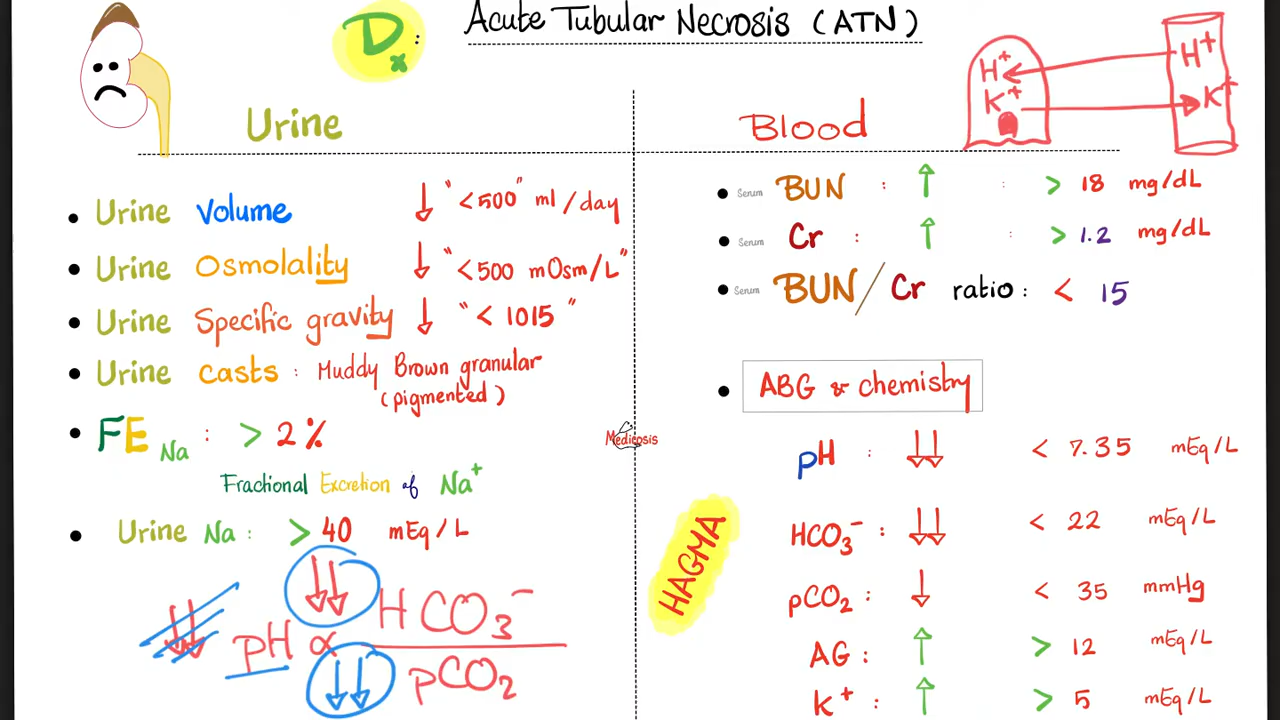 Acute Tubular Necrosis (ATN)
Dx :
H+ H+
K+ K+
Urine
• Urine Volume ↓ "<500" ml/day
• Urine Osmolality ↓ "<500 mOsm/L"
• Urine Specific gravity ↓ "< 1015"
• Urine casts : Muddy Brown granular
(pigmented)
• FENa : > 2%
Fractional Excretion of Na+
• Urine Na : > 40 mEq/L
↓↓ pH ∝ ↓↓ HCO3- / ↓↓ pCO2
Medicosis
Blood
• Serum BUN : ↑ : > 18 mg/dL
• Serum Cr : ↑ : > 1.2 mg/dL
• Serum BUN/Cr ratio : < 15
• ABG & chemistry
HAGMA
pH : ↓↓ < 7.35 mEq/L
HCO3- : ↓↓ < 22 mEq/L
pCO2 : ↓ < 35 mmHg
AG : ↑ > 12 mEq/L
K+ : ↑ > 5 mEq/L